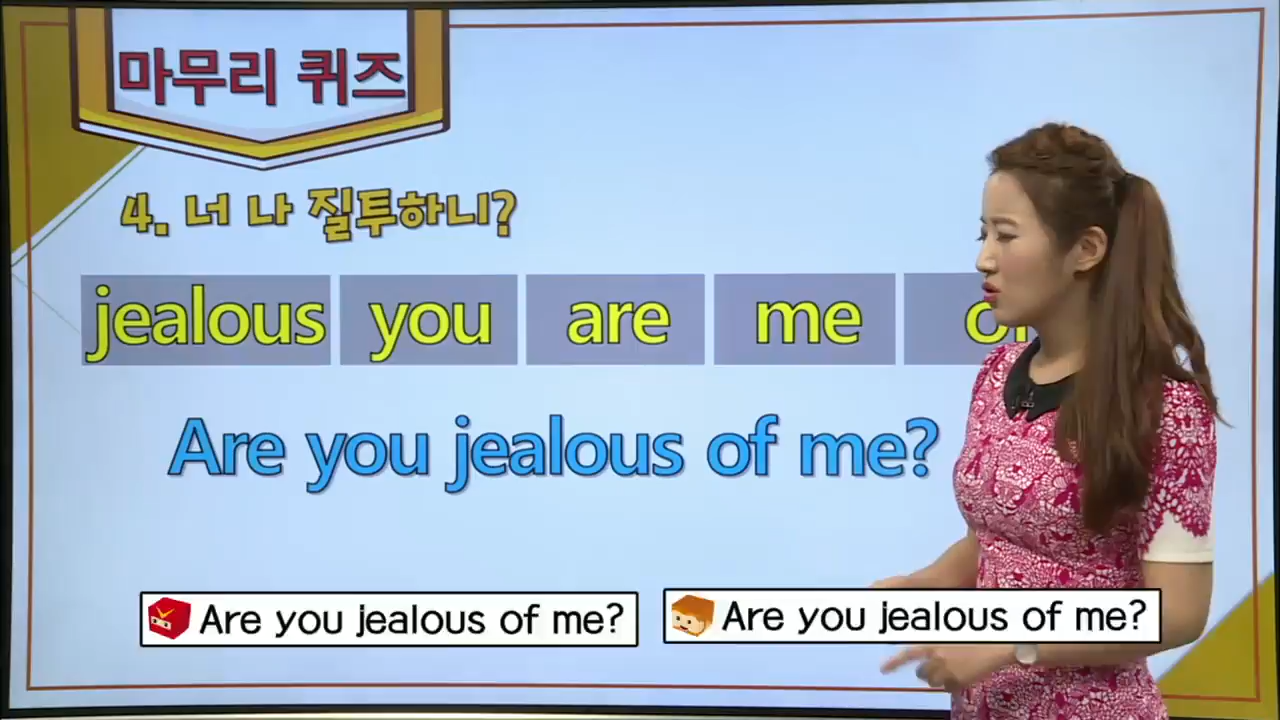 마무리 퀴즈
4. 너 나 질투하니?
jealous you are me
Are you jealous of me?
Are you jealous of me? Are you jealous of me?